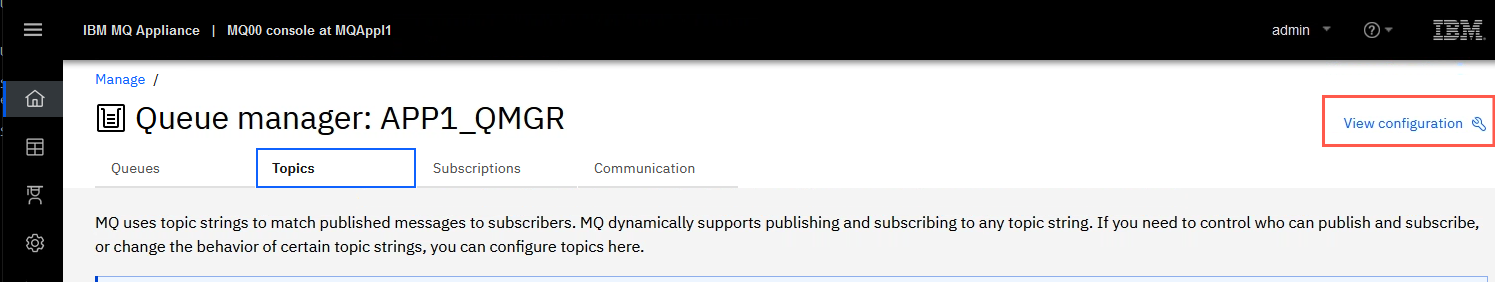 IBM MQ Appliance | MQ00 console at MQAppl1
admin
IBM
Manage /
Queue manager: APP1_QMGR
View configuration
Queues Topics Subscriptions Communication
MQ uses topic strings to match published messages to subscribers. MQ dynamically supports publishing and subscribing to any topic string. If you need to control who can publish and subscribe,
or change the behavior of certain topic strings, you can configure topics here.